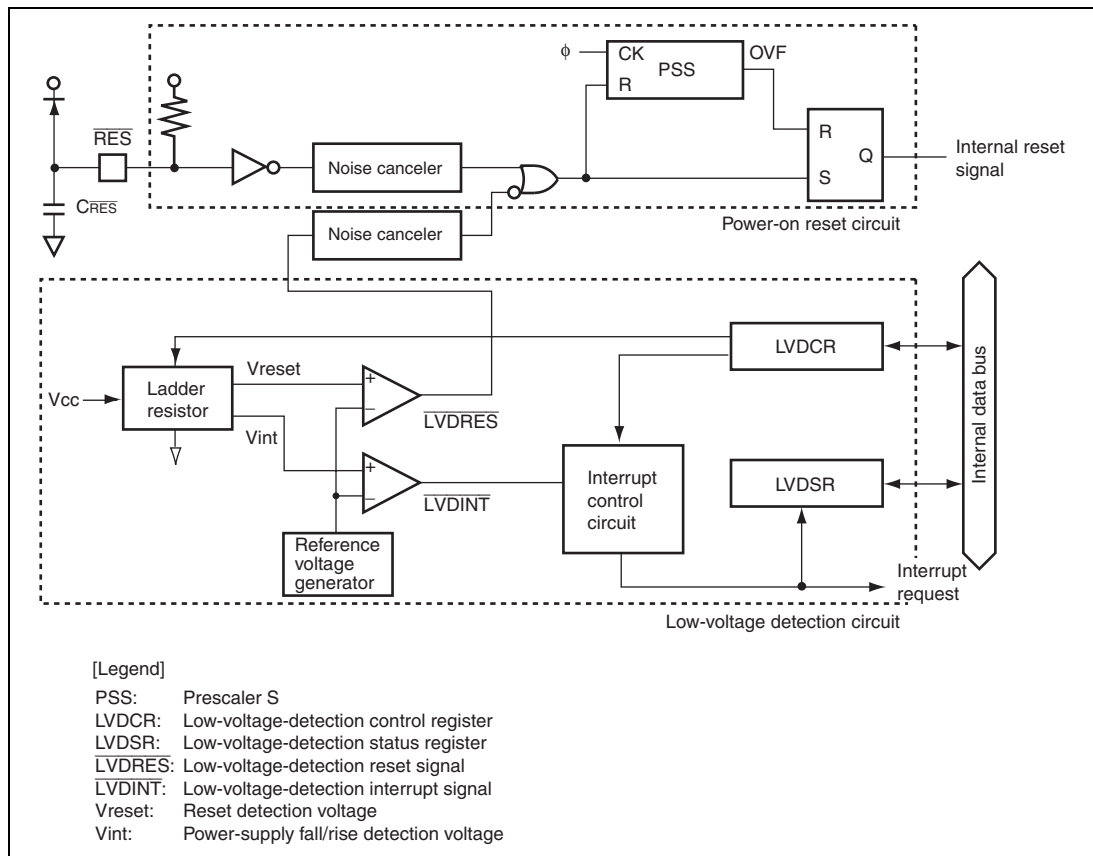 φ
CK
PSS
OVF
R
RES
Noise canceler
R
Q
S
Internal reset
signal
CRES
Noise canceler
Power-on reset circuit
LVDCR
Vreset
Ladder
resistor
Vcc
+
−
LVDRES
Vint
+
−
LVDINT
Interrupt
control
circuit
LVDSR
Internal data bus
Reference
voltage
generator
Interrupt
request
Low-voltage detection circuit
[Legend]
PSS: Prescaler S
LVDCR: Low-voltage-detection control register
LVDSR: Low-voltage-detection status register
LVDRES: Low-voltage-detection reset signal
LVDINT: Low-voltage-detection interrupt signal
Vreset: Reset detection voltage
Vint: Power-supply fall/rise detection voltage